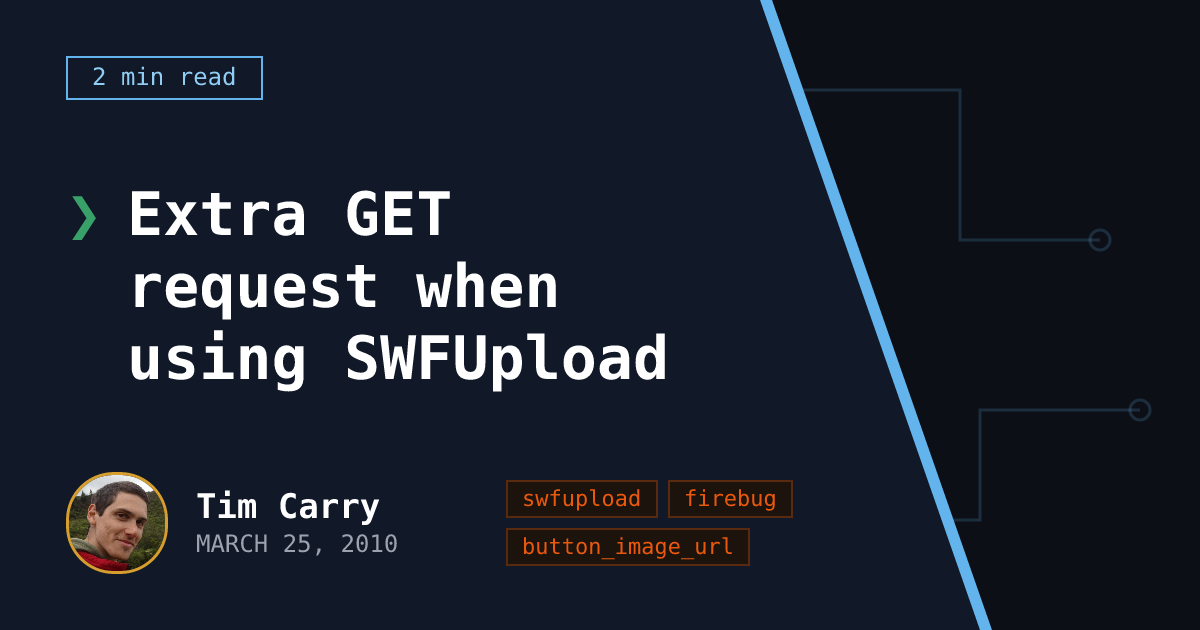 2 min read
❯ Extra GET
request when
using SWFUpload
Tim Carry
MARCH 25, 2010
swfupload firebug
button_image_url